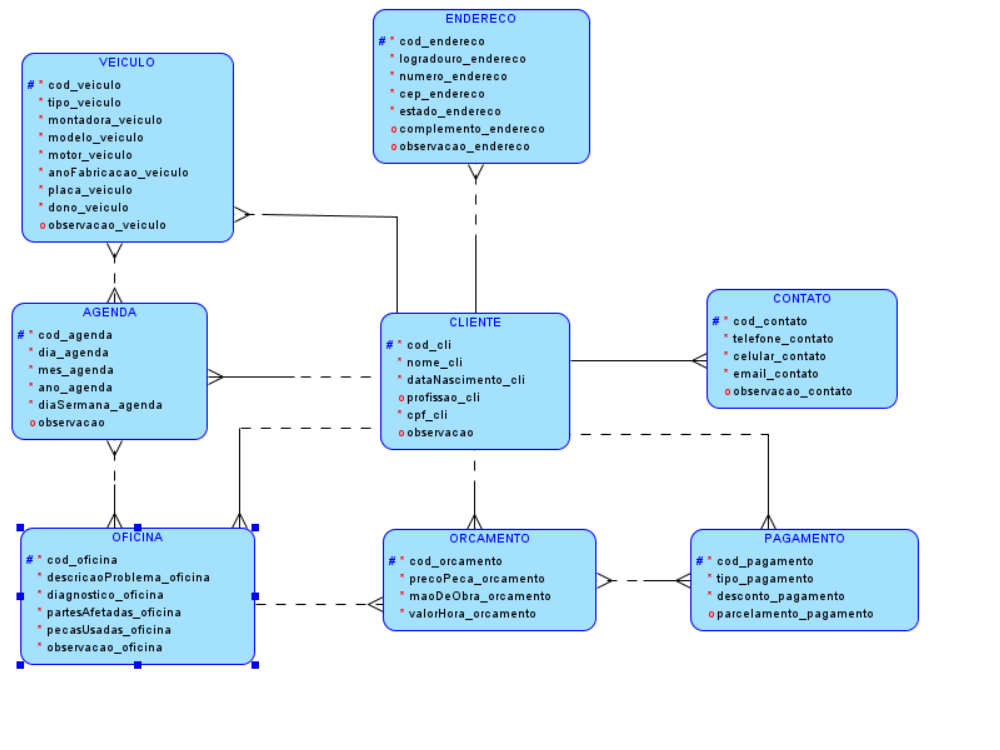 ENDERECO
# * cod_endereco
* logradouro_endereco
* numero_endereco
* cep_endereco
* estado_endereco
o complemento_endereco
o observacao_endereco
VEICULO
# * cod_veiculo
* tipo_veiculo
* montadora_veiculo
* modelo_veiculo
* motor_veiculo
* anoFabricacao_veiculo
* placa_veiculo
* dono_veiculo
o observacao_veiculo
AGENDA
# * cod_agenda
* dia_agenda
* mes_agenda
* ano_agenda
* diaSermana_agenda
o observacao
CLIENTE
# * cod_cli
* nome_cli
* dataNascimento_cli
o profissao_cli
* cpf_cli
o observacao
CONTATO
# * cod_contato
* telefone_contato
* celular_contato
* email_contato
o observacao_contato
OFICINA
# * cod_oficina
* descricaoProblema_oficina
* diagnostico_oficina
* partesAfetadas_oficina
* pecasUsadas_oficina
* observacao_oficina
ORCAMENTO
# * cod_orcamento
* precoPeca_orcamento
* maoDeObra_orcamento
* valorHora_orcamento
PAGAMENTO
# * cod_pagamento
* tipo_pagamento
* desconto_pagamento
o parcelamento_pagamento